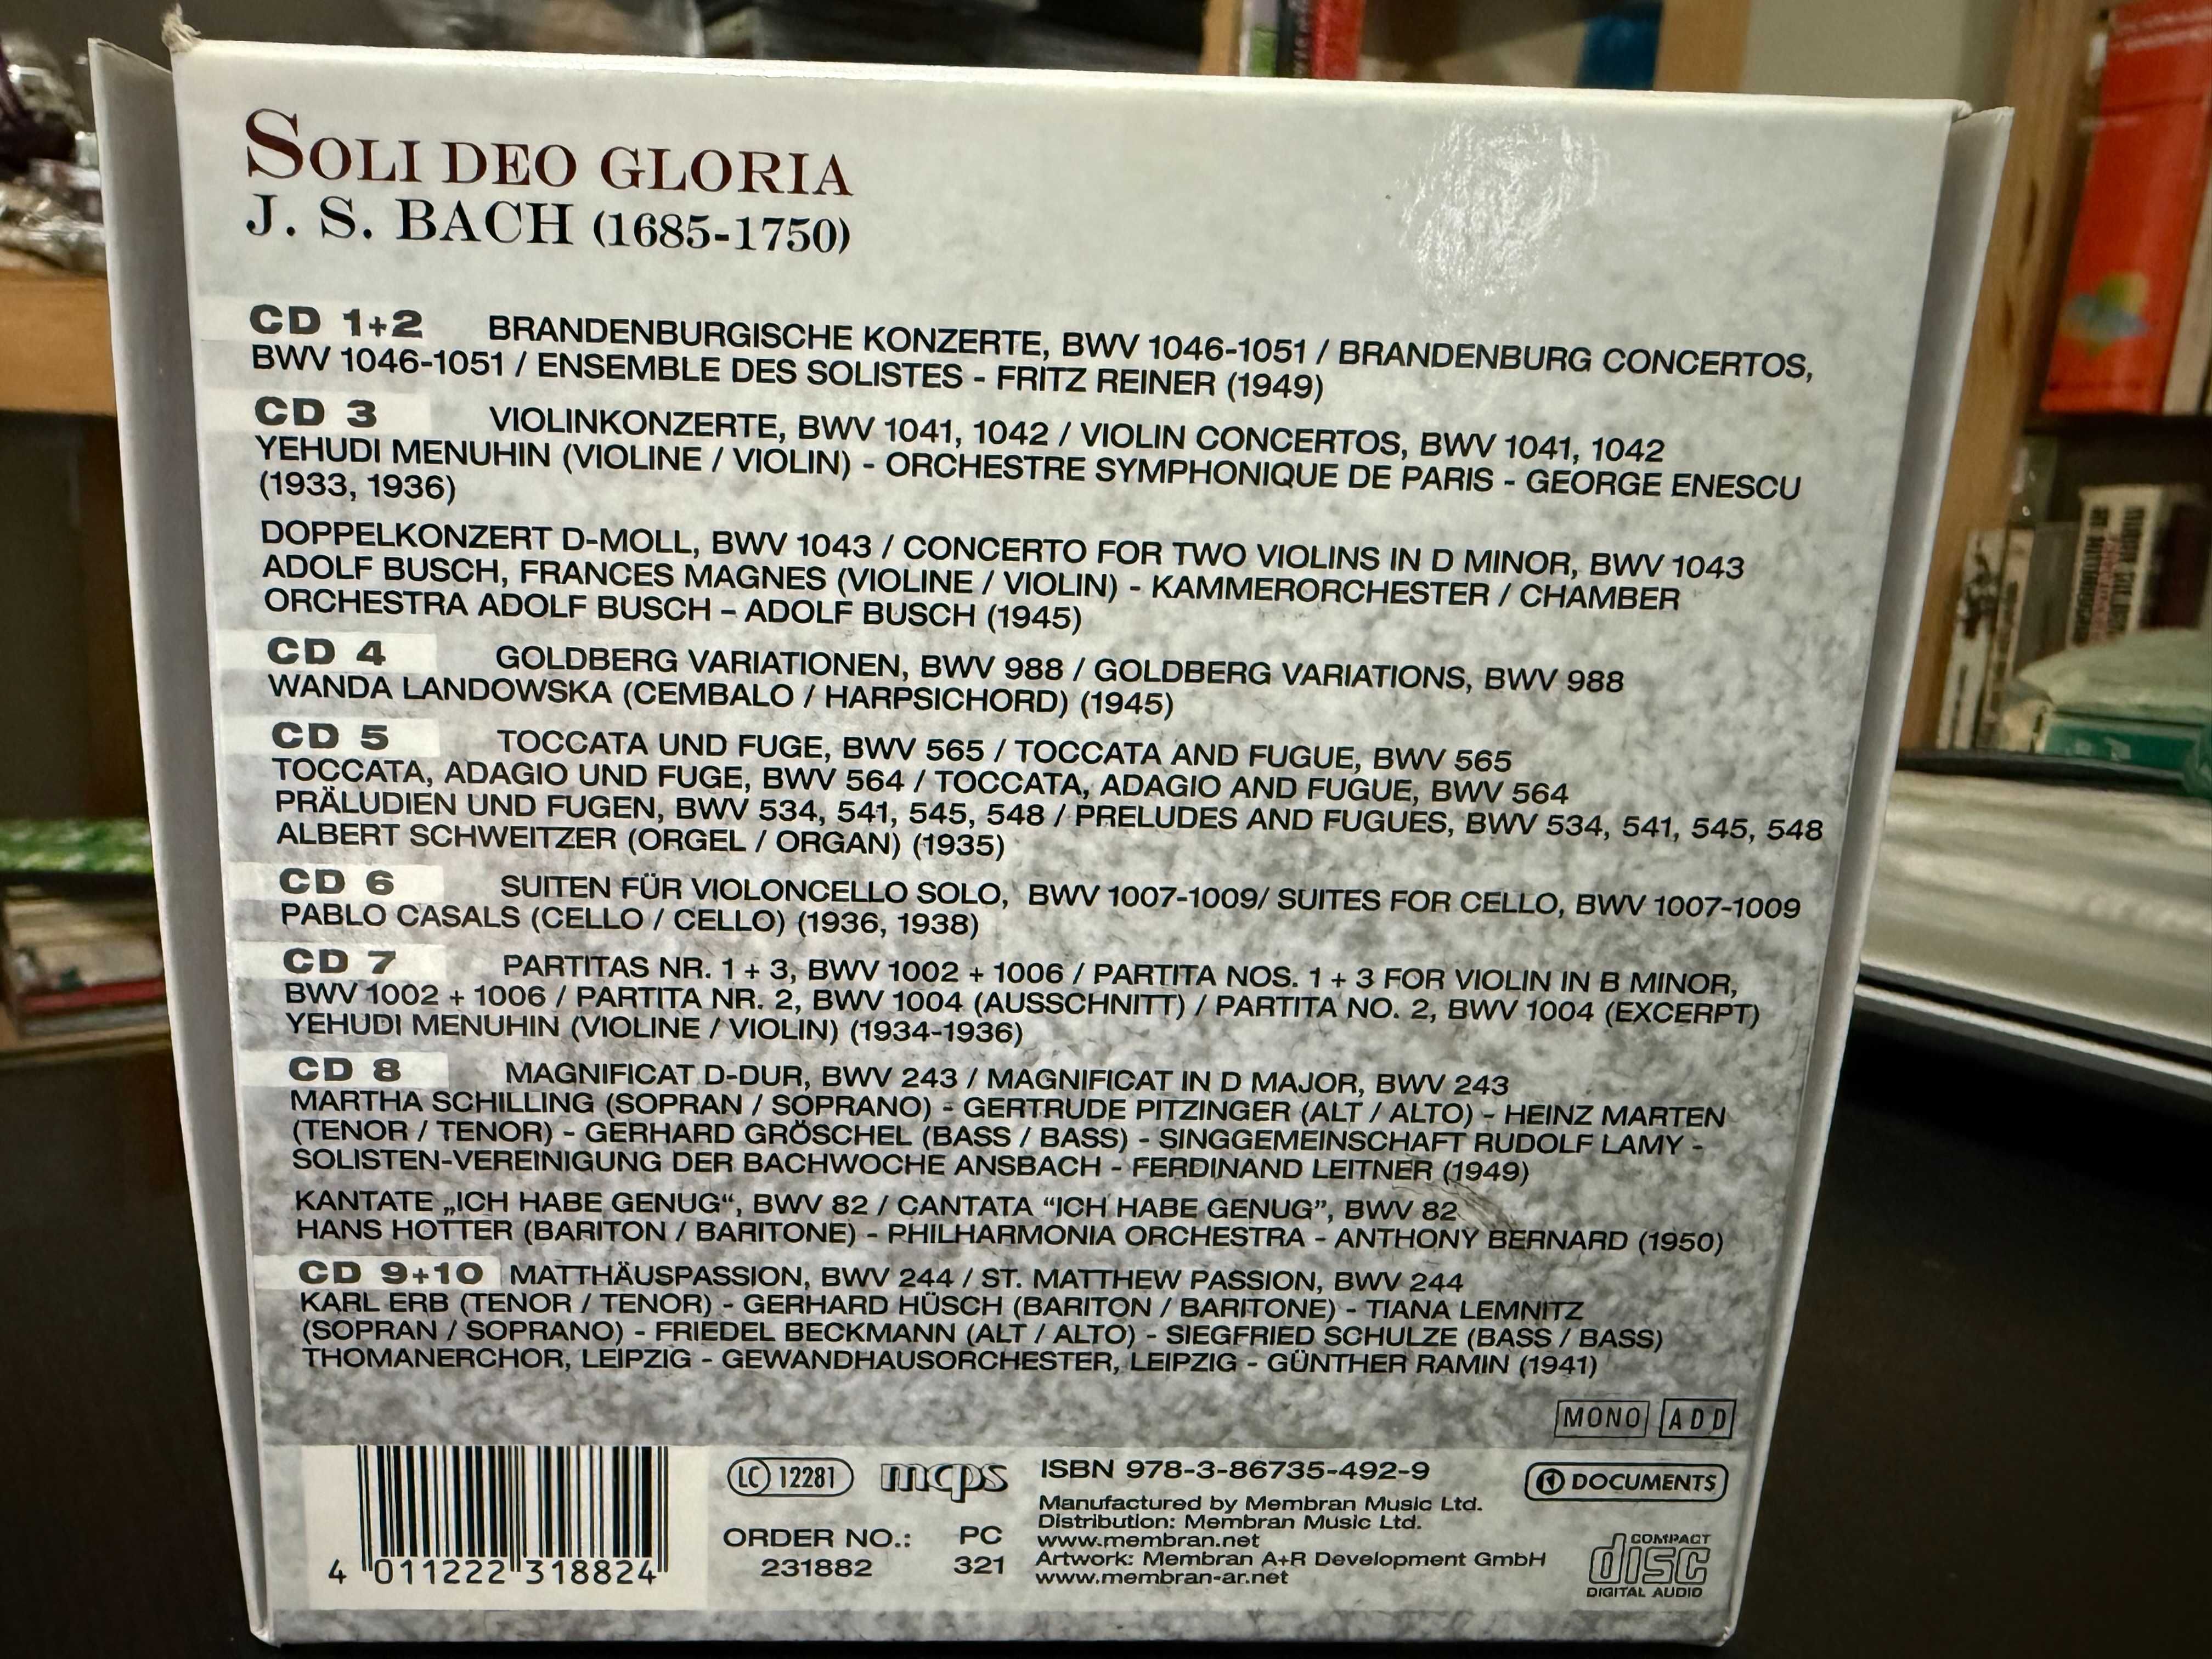 SOLI DEO GLORIA
J. S. BACH (1685-1750)
CD 1+2 BRANDENBURGISCHE KONZERTE, BWV 1046-1051 / BRANDENBURG CONCERTOS,
BWV 1046-1051 / ENSEMBLE DES SOLISTES - FRITZ REINER (1949)
CD 3 VIOLINKONZERTE, BWV 1041, 1042 / VIOLIN CONCERTOS, BWV 1041, 1042
YEHUDI MENUHIN (VIOLINE / VIOLIN) - ORCHESTRE SYMPHONIQUE DE PARIS - GEORGE ENESCU
(1933, 1936)
DOPPELKONZERT D-MOLL, BWV 1043 / CONCERTO FOR TWO VIOLINS IN D MINOR, BWV 1043
ADOLF BUSCH, FRANCES MAGNES (VIOLINE / VIOLIN) - KAMMERORCHESTER / CHAMBER
ORCHESTRA ADOLF BUSCH – ADOLF BUSCH (1945)
CD 4 GOLDBERG VARIATIONEN, BWV 988 / GOLDBERG VARIATIONS, BWV 988
WANDA LANDOWSKA (CEMBALO / HARPSICHORD) (1945)
CD 5 TOCCATA UND FUGE, BWV 565 / TOCCATA AND FUGUE, BWV 565
TOCCATA, ADAGIO UND FUGE, BWV 564 / TOCCATA, ADAGIO AND FUGUE, BWV 564
PRÄLUDIEN UND FUGEN, BWV 534, 541, 545, 548 / PRELUDES AND FUGUES, BWV 534, 541, 545, 548
ALBERT SCHWEITZER (ORGEL / ORGAN) (1935)
CD 6 SUITEN FÜR VIOLONCELLO SOLO, BWV 1007-1009/ SUITES FOR CELLO, BWV 1007-1009
PABLO CASALS (CELLO / CELLO) (1936, 1938)
CD 7 PARTITAS NR. 1 + 3, BWV 1002 + 1006 / PARTITA NOS. 1 + 3 FOR VIOLIN IN B MINOR,
BWV 1002 + 1006 / PARTITA NR. 2, BWV 1004 (AUSSCHNITT) / PARTITA NO. 2, BWV 1004 (EXCERPT)
YEHUDI MENUHIN (VIOLINE / VIOLIN) (1934-1936)
CD 8 MAGNIFICAT D-DUR, BWV 243 / MAGNIFICAT IN D MAJOR, BWV 243
MARTHA SCHILLING (SOPRAN / SOPRANO) - GERTRUDE PITZINGER (ALT / ALTO) - HEINZ MARTEN
(TENOR / TENOR) - GERHARD GRÖSCHEL (BASS / BASS) - SINGGEMEINSCHAFT RUDOLF LAMY -
SOLISTEN-VEREINIGUNG DER BACHWOCHE ANSBACH - FERDINAND LEITNER (1949)
KANTATE „ICH HABE GENUG“, BWV 82 / CANTATA “ICH HABE GENUG”, BWV 82
HANS HOTTER (BARITON / BARITONE) - PHILHARMONIA ORCHESTRA - ANTHONY BERNARD (1950)
CD 9+10 MATTHÄUSPASSION, BWV 244 / ST. MATTHEW PASSION, BWV 244
KARL ERB (TENOR / TENOR) - GERHARD HÜSCH (BARITON / BARITONE) - TIANA LEMNITZ
(SOPRAN / SOPRANO) - FRIEDEL BECKMANN (ALT / ALTO) - SIEGFRIED SCHULZE (BASS / BASS)
THOMANERCHOR, LEIPZIG - GEWANDHAUSORCHESTER, LEIPZIG - GÜNTHER RAMIN (1941)
MONO ADD
4 011222 318824
LC 12281 mcps
ORDER NO.: PC
231882 321
ISBN 978-3-86735-492-9
Manufactured by Membran Music Ltd.
Distribution: Membran Music Ltd.
www.membran.net
Artwork: Membran A+R Development GmbH
www.membran-ar.net
DOCUMENTS
COMPACT
disc
DIGITAL AUDIO